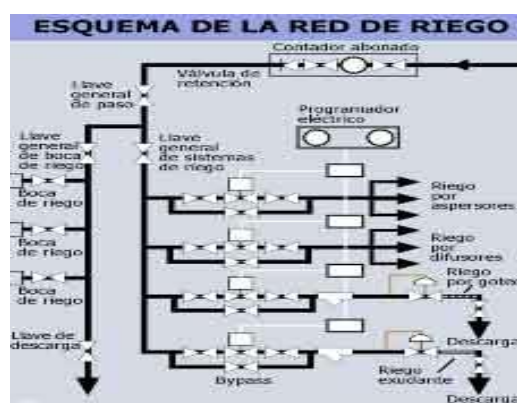 ESQUEMA DE LA RED DE RIEGO
Contador abonado
Válvula de
retención
Llave
general
de paso
Programador
eléctrico
Llave
general
de boca
de riego
Llave
general
de sistemas
de riego
Boca
de riego
Riego
por
aspersores
Boca
de riego
Riego
por
difusores
Boca
de riego
Riego
por goteo
Llave de
descarga
Descarga
Bypass
Riego
exudante
Descarga